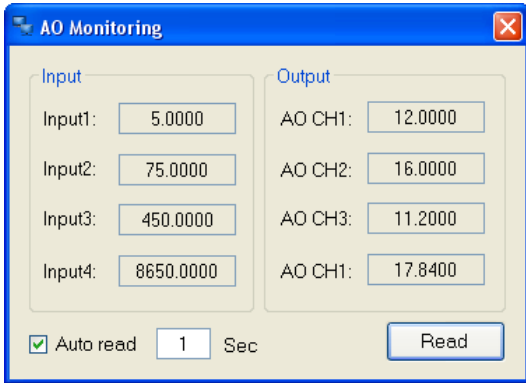 AO Monitoring
Input
Input1: 5.0000
Input2: 75.0000
Input3: 450.0000
Input4: 8650.0000
Output
AO CH1: 12.0000
AO CH2: 16.0000
AO CH3: 11.2000
AO CH1: 17.8400
Auto read 1 Sec
Read